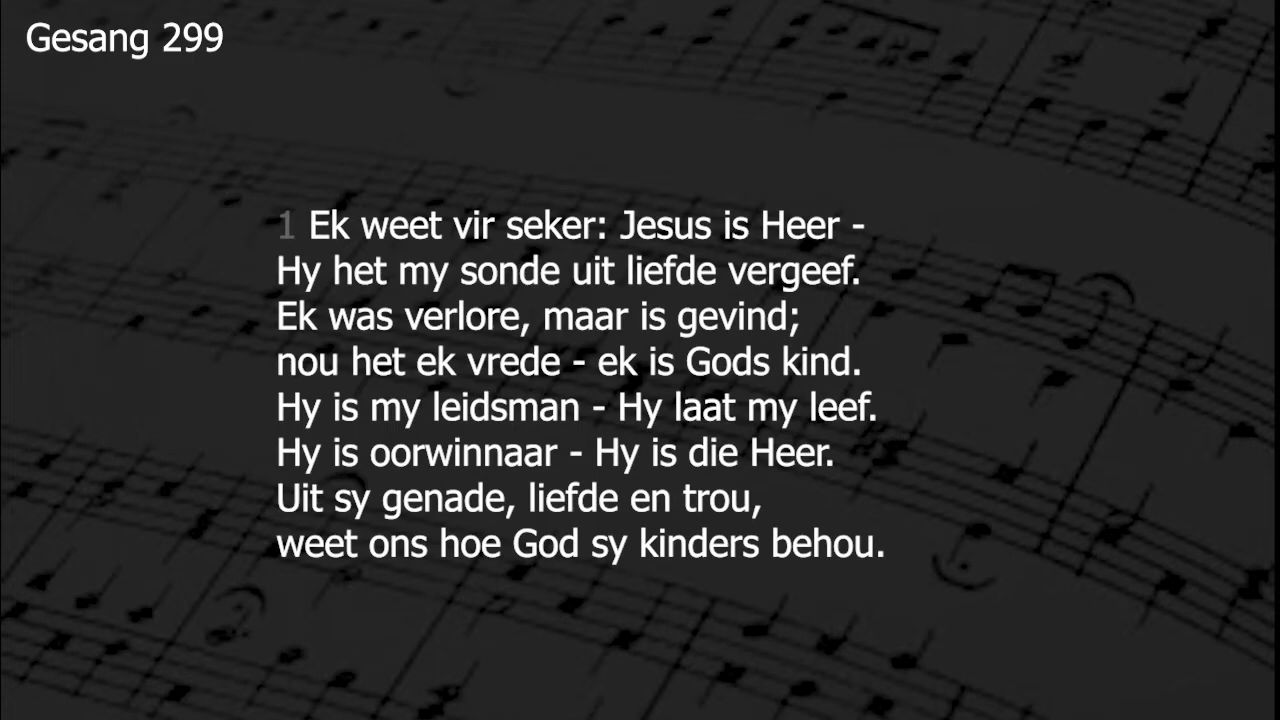 Gesang 299
1 Ek weet vir seker: Jesus is Heer -
Hy het my sonde uit liefde vergeef.
Ek was verlore, maar is gevind;
nou het ek vrede - ek is Gods kind.
Hy is my leidsman - Hy laat my leef.
Hy is oorwinnaar - Hy is die Heer.
Uit sy genade, liefde en trou,
weet ons hoe God sy kinders behou.